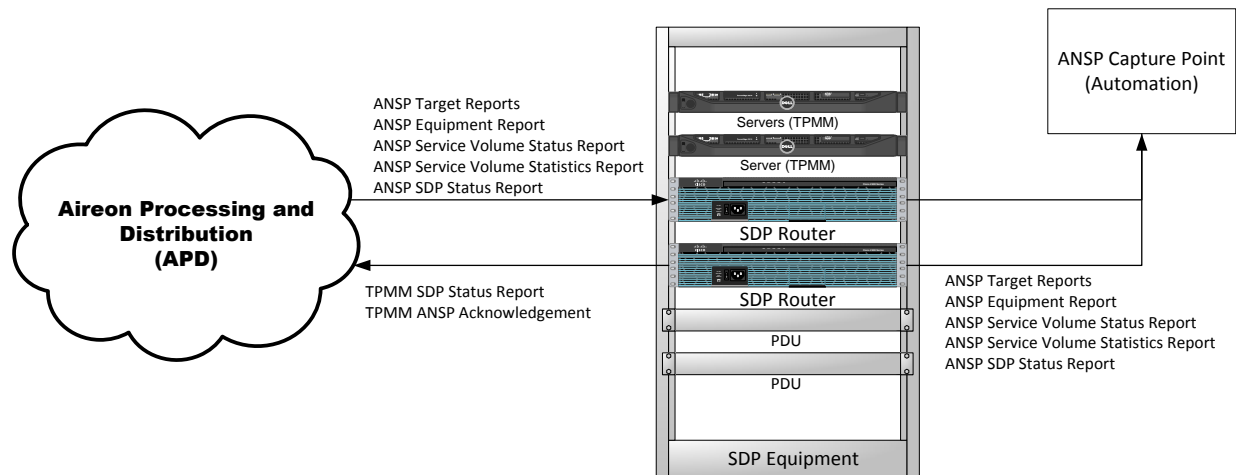 ANSP Capture Point
(Automation)
ANSP Target Reports
ANSP Equipment Report
ANSP Service Volume Status Report
ANSP Service Volume Statistics Report
ANSP SDP Status Report
Aireon Processing and
Distribution
(APD)
TPMM SDP Status Report
TPMM ANSP Acknowledgement
DELL
Servers (TPMM)
DELL
Server (TPMM)
SDP Router
SDP Router
PDU
PDU
SDP Equipment
ANSP Target Reports
ANSP Equipment Report
ANSP Service Volume Status Report
ANSP Service Volume Statistics Report
ANSP SDP Status Report